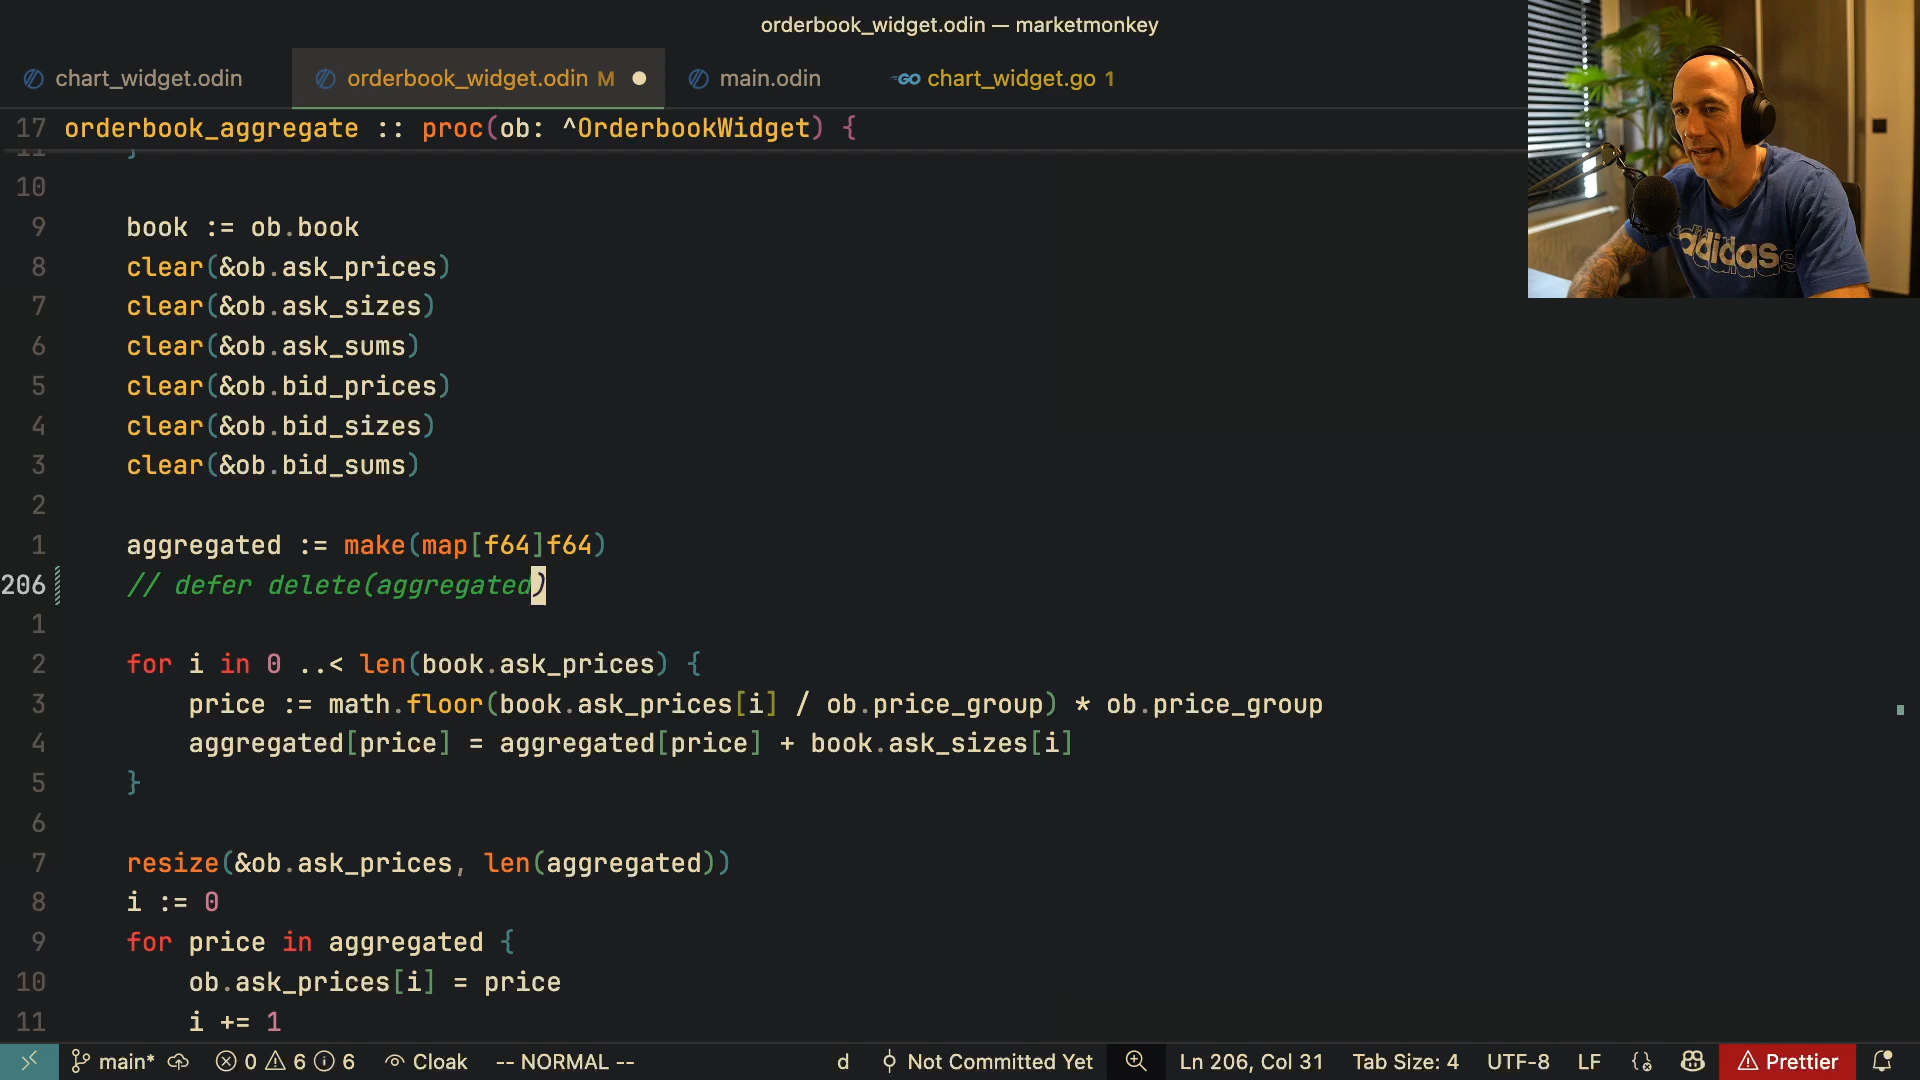 orderbook_widget.odin — marketmonkey
chart_widget.odin
orderbook_widget.odin M
main.odin
GO chart_widget.go 1
17 orderbook_aggregate :: proc(ob: ^OrderbookWidget) {
11 }
10
9 book := ob.book
8 clear(&ob.ask_prices)
7 clear(&ob.ask_sizes)
6 clear(&ob.ask_sums)
5 clear(&ob.bid_prices)
4 clear(&ob.bid_sizes)
3 clear(&ob.bid_sums)
2
1 aggregated := make(map[f64]f64)
206 // defer delete(aggregated)
1
2 for i in 0 ..< len(book.ask_prices) {
3 price := math.floor(book.ask_prices[i] / ob.price_group) * ob.price_group
4 aggregated[price] = aggregated[price] + book.ask_sizes[i]
5 }
6
7 resize(&ob.ask_prices, len(aggregated))
8 i := 0
9 for price in aggregated {
10 ob.ask_prices[i] = price
11 i += 1
main* 0 6 6 Cloak -- NORMAL -- d Not Committed Yet Ln 206, Col 31 Tab Size: 4 UTF-8 LF Prettier
adidas